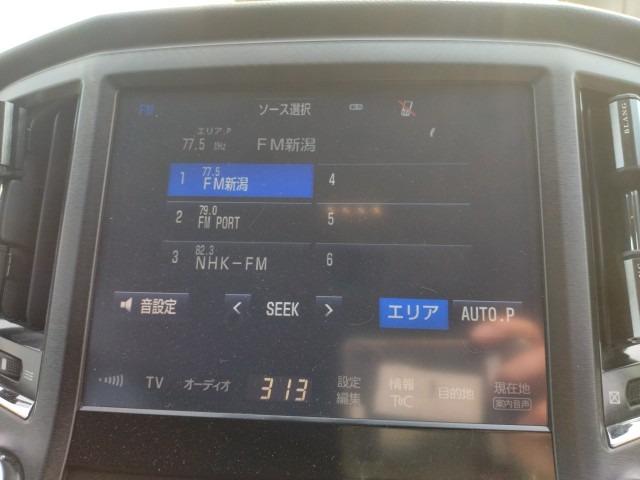 FM ソース選択
エリア.P
77.5 MHz FM新潟
1 77.5 FM新潟 4
2 79.0 FM PORT 5
3 82.3 NHK-FM 6
音設定 < SEEK > エリア AUTO.P
TV オーディオ 3:13 設定編集 情報 T&C 目的地 現在地 案内音声
BLANC